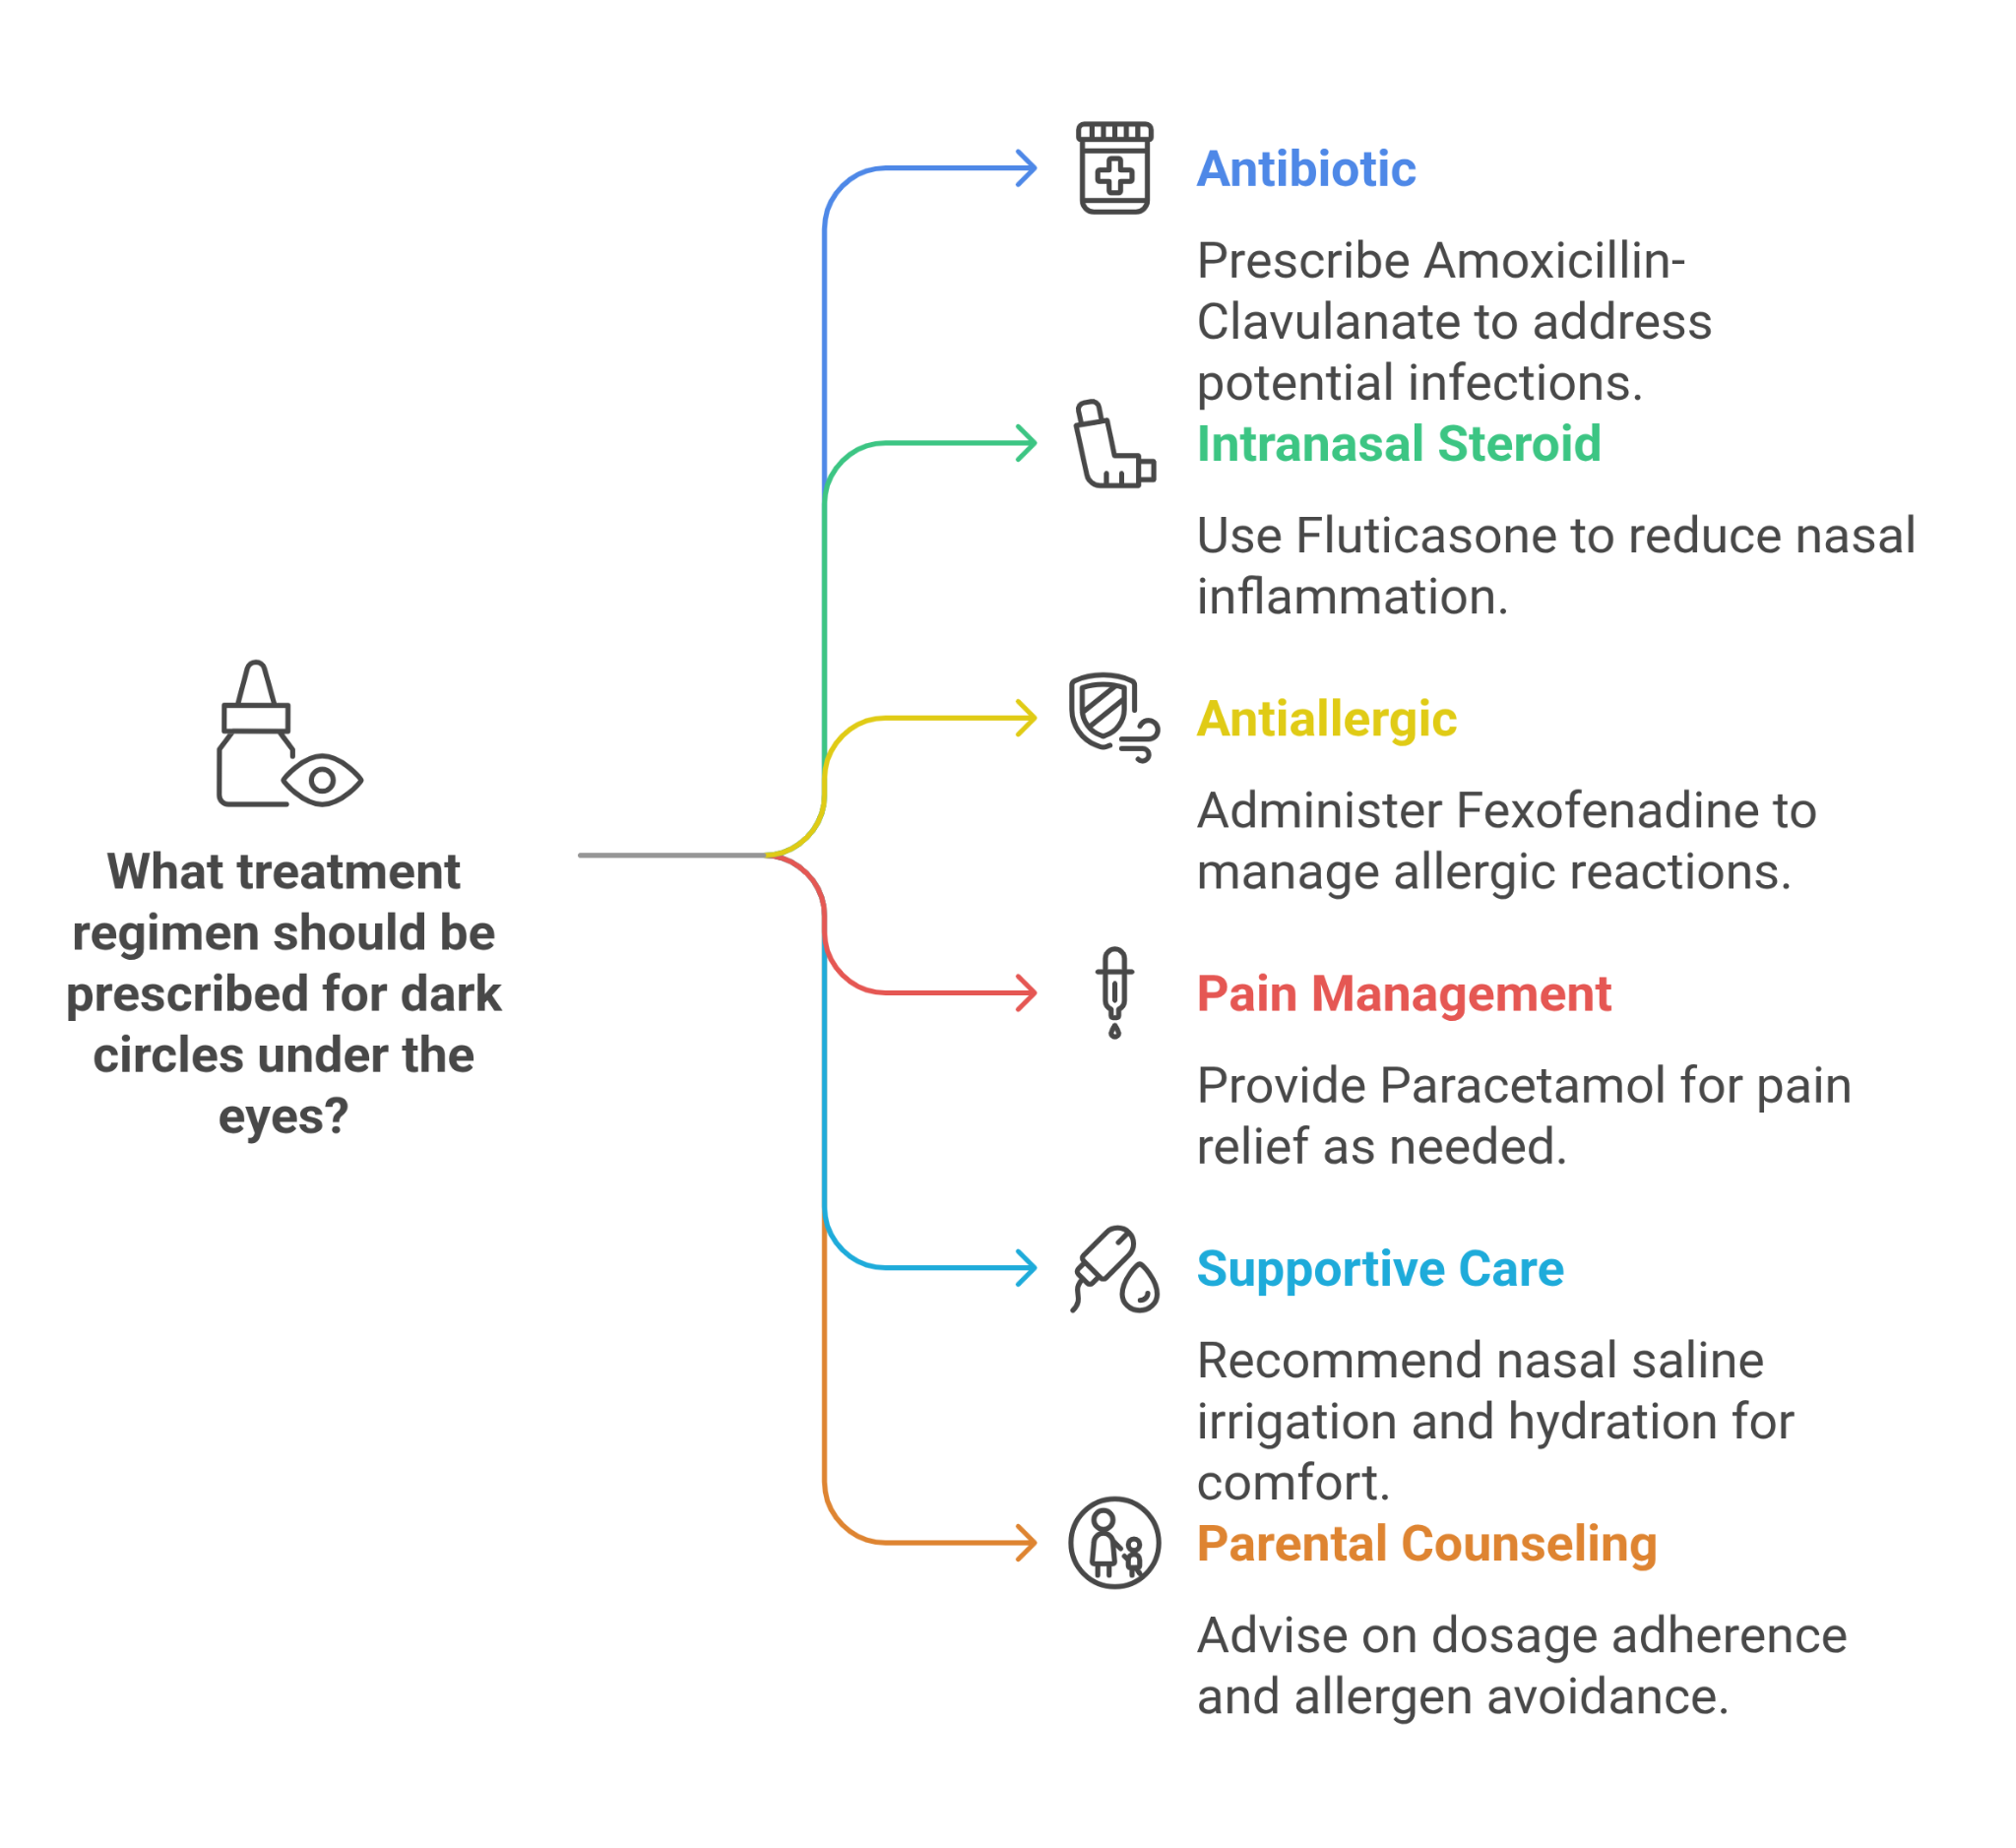 What treatment
regimen should be
prescribed for dark
circles under the
eyes?
Antibiotic
Prescribe Amoxicillin-
Clavulanate to address
potential infections.
Intranasal Steroid
Use Fluticasone to reduce nasal
inflammation.
Antiallergic
Administer Fexofenadine to
manage allergic reactions.
Pain Management
Provide Paracetamol for pain
relief as needed.
Supportive Care
Recommend nasal saline
irrigation and hydration for
comfort.
Parental Counseling
Advise on dosage adherence
and allergen avoidance.